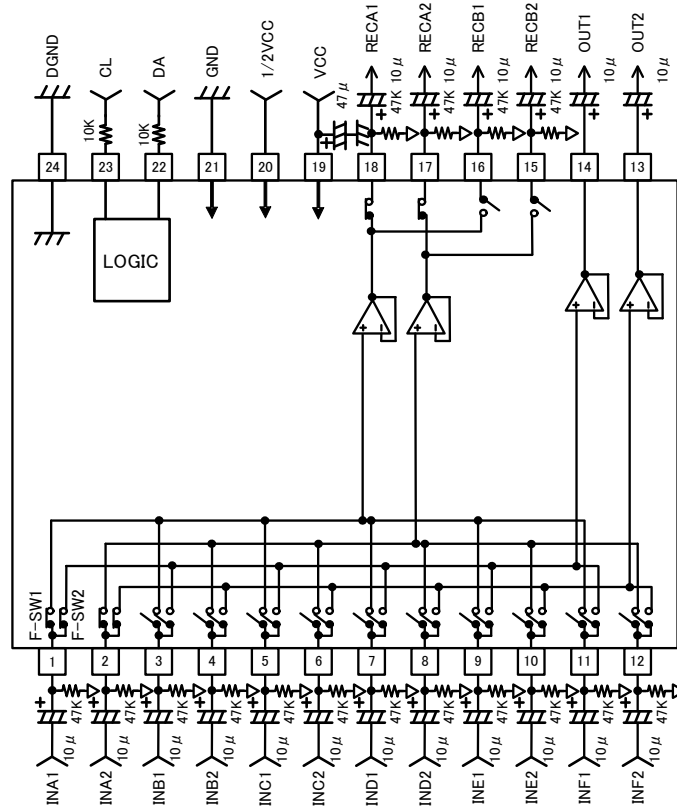 DGND
CL
DA
GND
1/2VCC
VCC
RECA1
RECA2
RECB1
RECB2
OUT1
OUT2
10K
10K
47μ
+
10μ
10μ
10μ
10μ
10μ
10μ
47K
47K
47K
47K
+
+
+
+
+
+
24
23
22
21
20
19
18
17
16
15
14
13
LOGIC
+
-
+
-
+
-
+
-
F-SW1
F-SW2
1
2
3
4
5
6
7
8
9
10
11
12
+
+
+
+
+
+
+
+
+
+
+
+
47K
47K
47K
47K
47K
47K
47K
47K
47K
47K
47K
47K
10μ
10μ
10μ
10μ
10μ
10μ
10μ
10μ
10μ
10μ
10μ
10μ
INA1
INA2
INB1
INB2
INC1
INC2
IND1
IND2
INE1
INE2
INF1
INF2